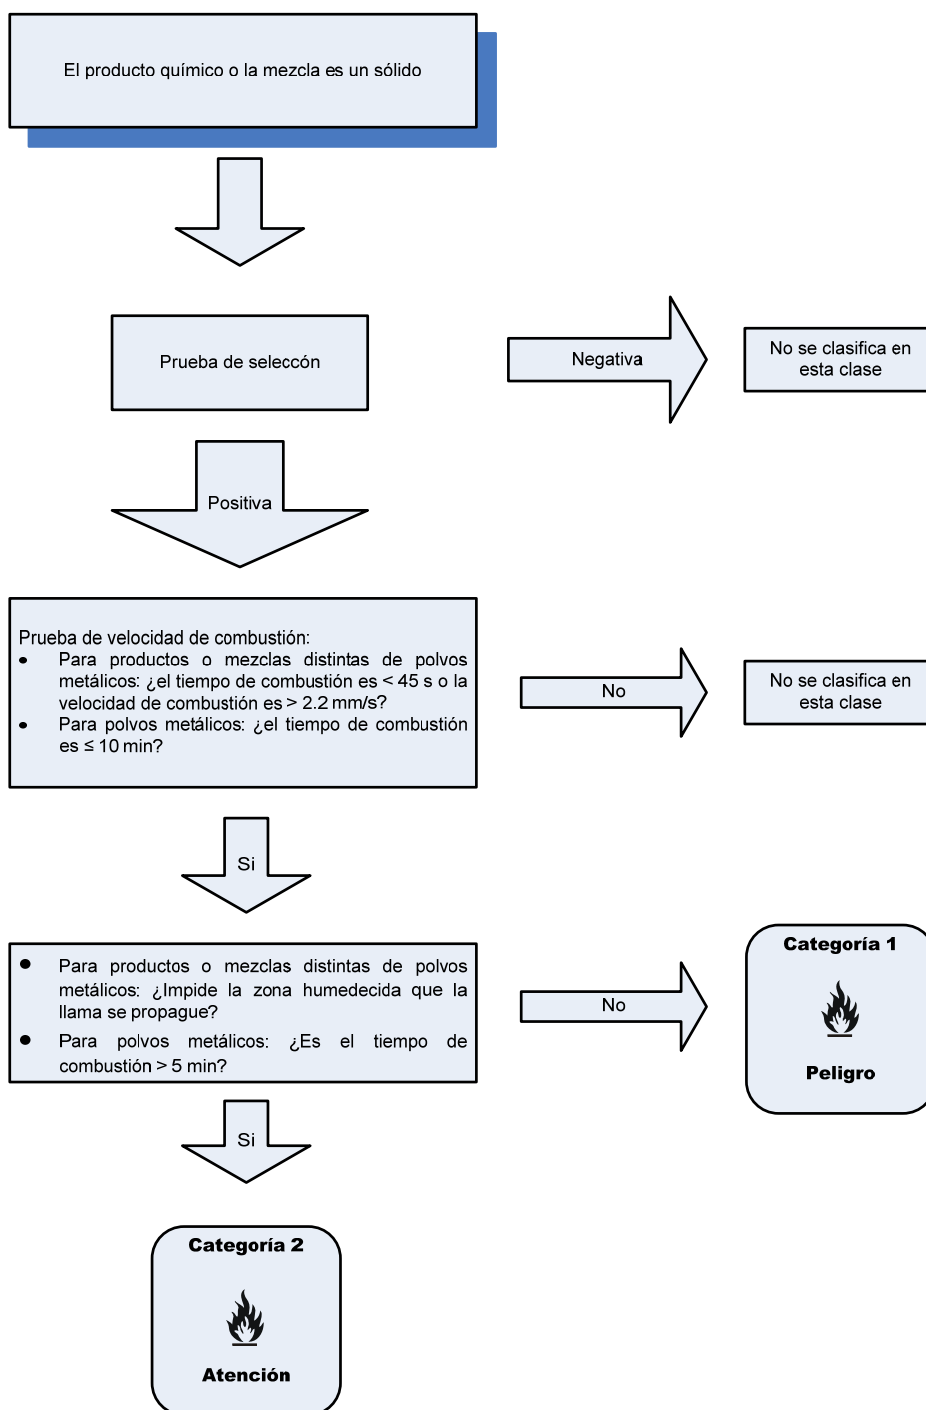 El producto químico o la mezcla es un sólido
Prueba de seleccón
Negativa
No se clasifica en
esta clase
Positiva
Prueba de velocidad de combustión:
• Para productos o mezclas distintas de polvos
metálicos: ¿el tiempo de combustión es < 45 s o la
velocidad de combustión es > 2.2 mm/s?
• Para polvos metálicos: ¿el tiempo de combustión
es ≤ 10 min?
No
No se clasifica en
esta clase
Si
• Para productos o mezclas distintas de polvos
metálicos: ¿Impide la zona humedecida que la
llama se propague?
• Para polvos metálicos: ¿Es el tiempo de
combustión > 5 min?
No
Categoría 1
Peligro
Si
Categoría 2
Atención